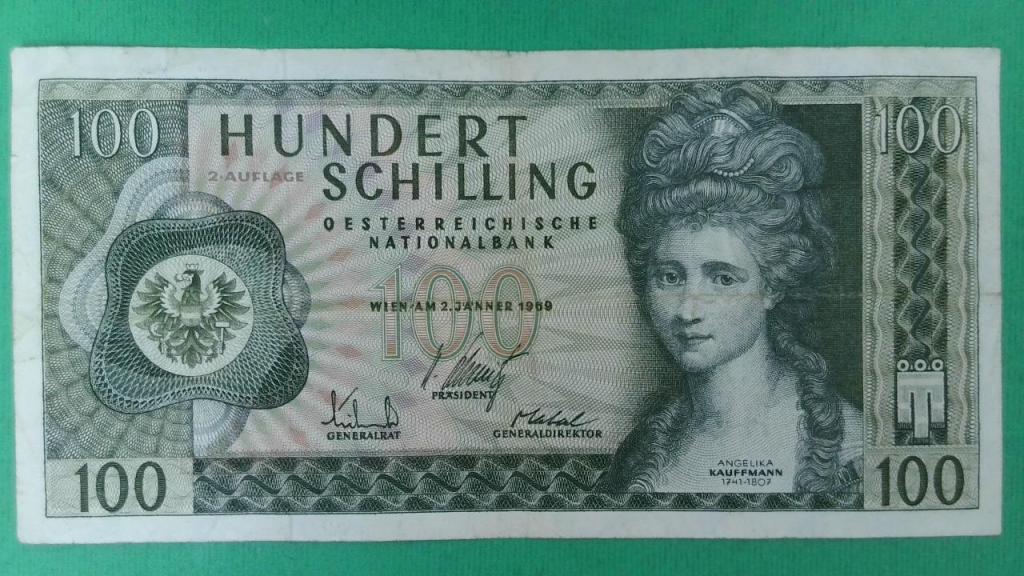 100
HUNDERT
100
2·AUFLAGE
SCHILLING
OESTERREICHISCHE
NATIONALBANK
100
WIEN·AM 2.JÄNNER 1969
PRÄSIDENT
GENERALRAT
GENERALDIREKTOR
ANGELIKA
KAUFFMANN
1741-1807
100
100